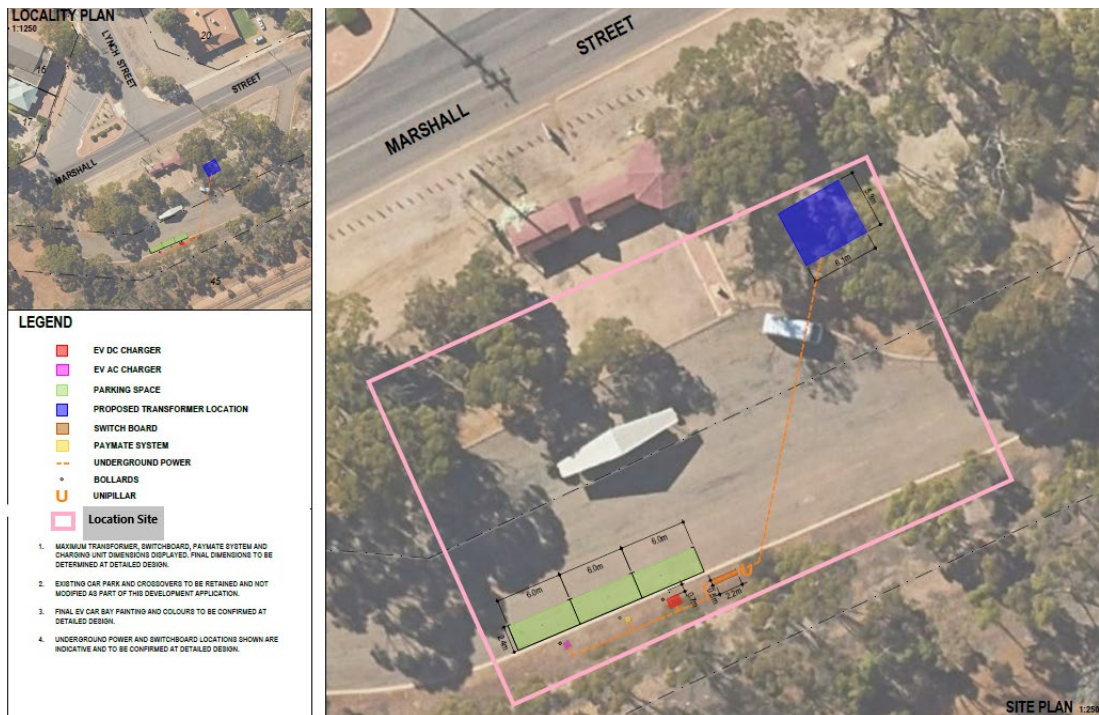 LOCALITY PLAN
1:1250
LYNCH STREET
20
16
17
STREET
MARSHALL
45
LEGEND
EV DC CHARGER
EV AC CHARGER
PARKING SPACE
PROPOSED TRANSFORMER LOCATION
SWITCH BOARD
PAYMATE SYSTEM
UNDERGROUND POWER
BOLLARDS
U UNIPILLAR
Location Site
1. MAXIMUM TRANSFORMER, SWITCHBOARD, PAYMATE SYSTEM AND
CHARGING UNIT DIMENSIONS DISPLAYED. FINAL DIMENSIONS TO BE
DETERMINED AT DETAILED DESIGN.
2. EXISTING CAR PARK AND CROSSOVERS TO BE RETAINED AND NOT
MODIFIED AS PART OF THIS DEVELOPMENT APPLICATION.
3. FINAL EV CAR BAY PAINTING AND COLOURS TO BE CONFIRMED AT
DETAILED DESIGN.
4. UNDERGROUND POWER AND SWITCHBOARD LOCATIONS SHOWN ARE
INDICATIVE AND TO BE CONFIRMED AT DETAILED DESIGN.
STREET
MARSHALL
6.1m
6.0m
6.0m
6.0m
2.4m
0.7m
U
2.2m
SITE PLAN 1:250